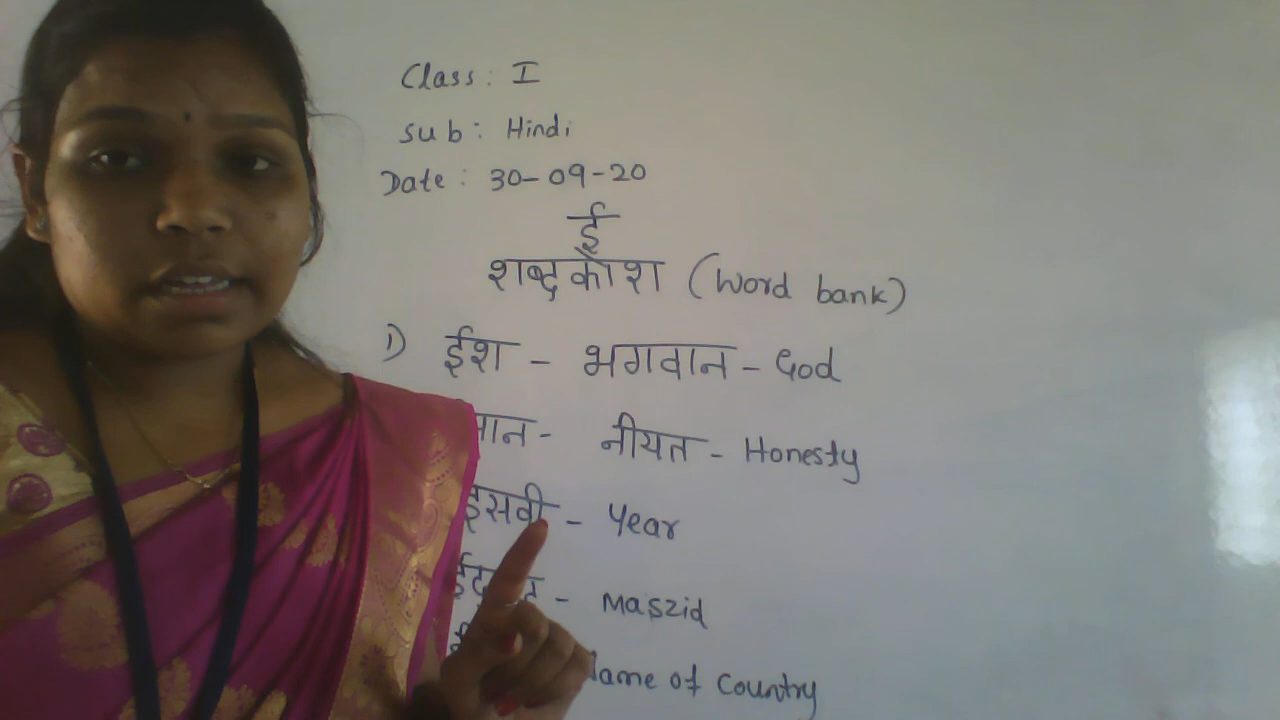 Class: I
Sub: Hindi
Date: 30-09-20
ई
शब्दकोश (Word bank)
1) ईश - भगवान - God
मान - नीयत - Honesty
ईसवी - Year
- Maszid
Name of Country